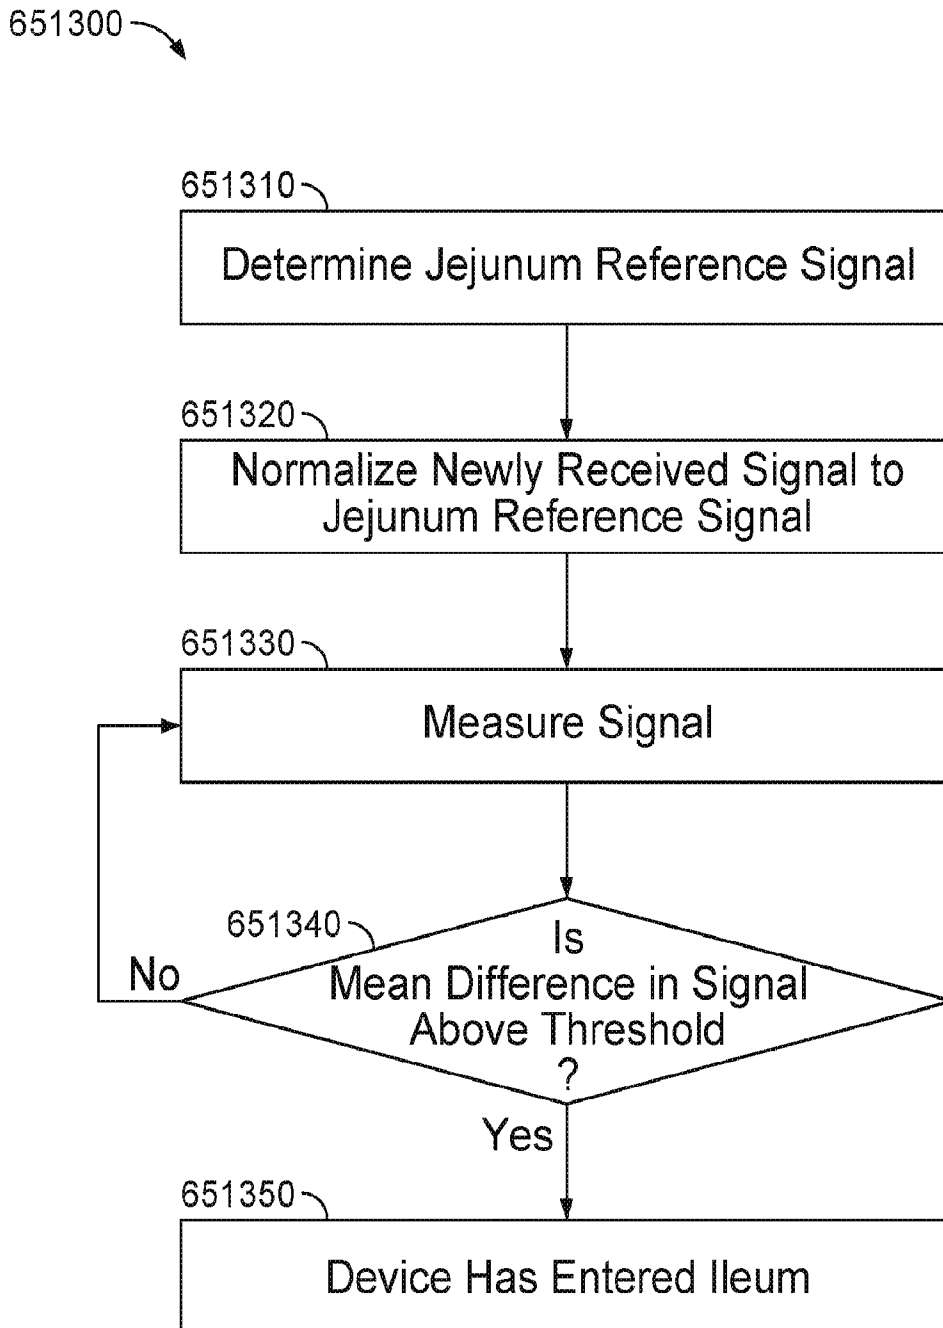 651300
651310
Determine Jejunum Reference Signal
651320
Normalize Newly Received Signal to
Jejunum Reference Signal
651330
Measure Signal
651340
Is
Mean Difference in Signal
Above Threshold
?
No
Yes
651350
Device Has Entered Ileum